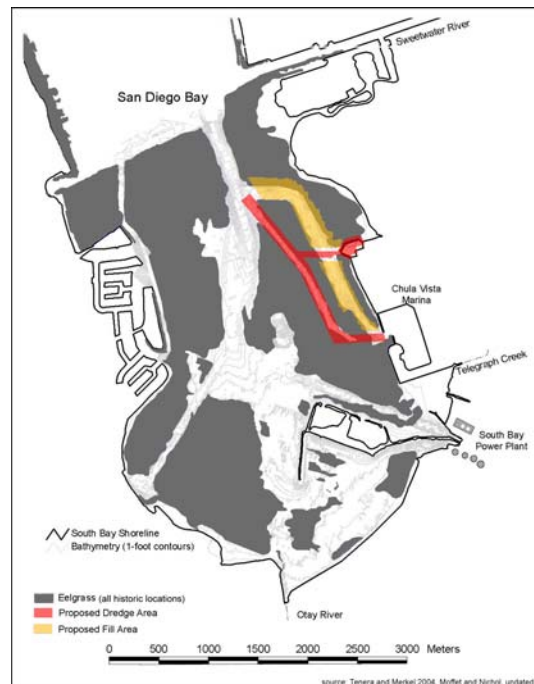 Sweetwater River
San Diego Bay
Chula Vista
Marina
Telegraph Creek
South Bay
Power Plant
South Bay Shoreline
Bathymetry (1-foot contours)
Eelgrass (all historic locations)
Proposed Dredge Area
Proposed Fill Area
Otay River
0 500 1000 1500 2000 2500 3000 Meters
source: Tenera and Merkel 2004, Moffet and Nichol, undated